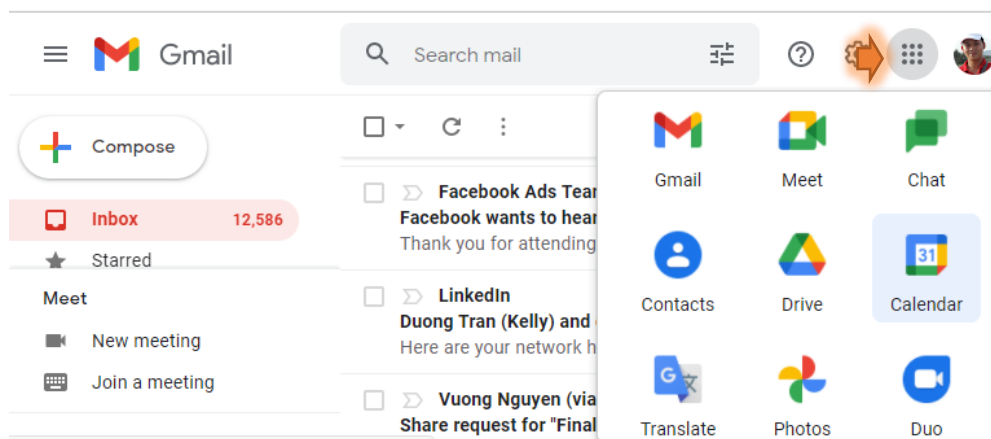 Gmail
Search mail
Compose
Inbox 12,586
Starred
Meet
New meeting
Join a meeting
Facebook Ads Tear
Facebook wants to hear
Thank you for attending
LinkedIn
Duong Tran (Kelly) and
Here are your network h
Vuong Nguyen (via
Share request for "Final
Gmail Meet Chat
Contacts Drive Calendar
31
Translate Photos Duo
G